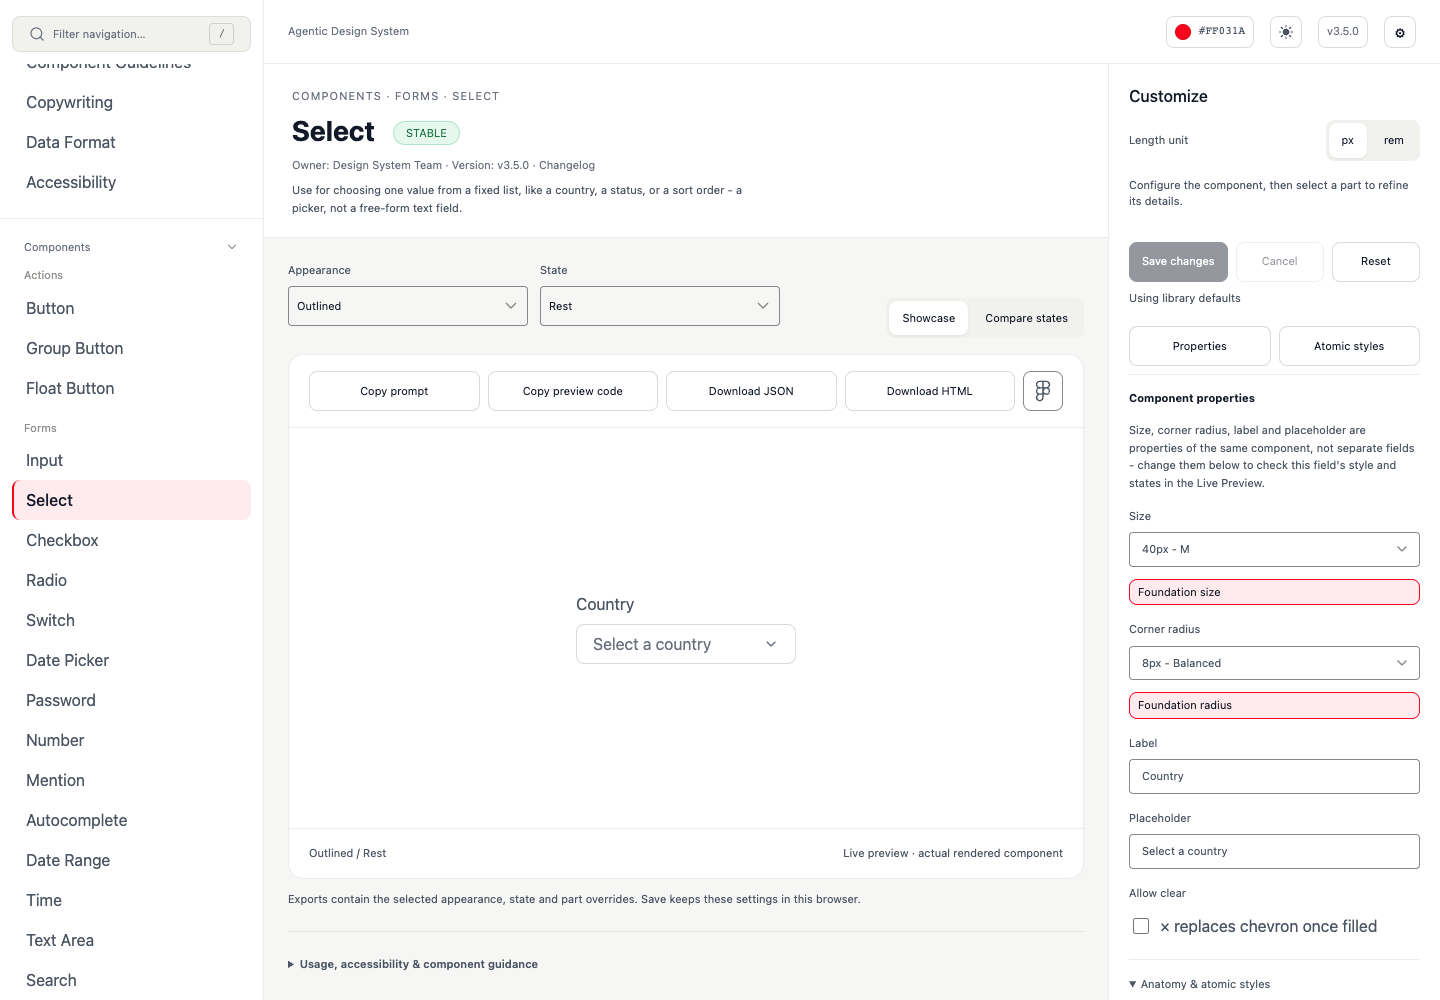 Filter navigation...
/
Component Guidelines
Copywriting
Data Format
Accessibility
Components
Actions
Button
Group Button
Float Button
Forms
Input
Select
Checkbox
Radio
Switch
Date Picker
Password
Number
Mention
Autocomplete
Date Range
Time
Text Area
Search
Agentic Design System
#FF031A
v3.5.0
COMPONENTS · FORMS · SELECT
Select
STABLE
Owner: Design System Team · Version: v3.5.0 · Changelog
Use for choosing one value from a fixed list, like a country, a status, or a sort order - a
picker, not a free-form text field.
Appearance
State
Outlined
Rest
Showcase
Compare states
Copy prompt
Copy preview code
Download JSON
Download HTML
Country
Select a country
Outlined / Rest
Live preview · actual rendered component
Exports contain the selected appearance, state and part overrides. Save keeps these settings in this browser.
Usage, accessibility & component guidance
Customize
Length unit
px
rem
Configure the component, then select a part to refine
its details.
Save changes
Cancel
Reset
Using library defaults
Properties
Atomic styles
Component properties
Size, corner radius, label and placeholder are
properties of the same component, not separate fields
- change them below to check this field's style and
states in the Live Preview.
Size
40px - M
Foundation size
Corner radius
8px - Balanced
Foundation radius
Label
Country
Placeholder
Select a country
Allow clear
× replaces chevron once filled
Anatomy & atomic styles